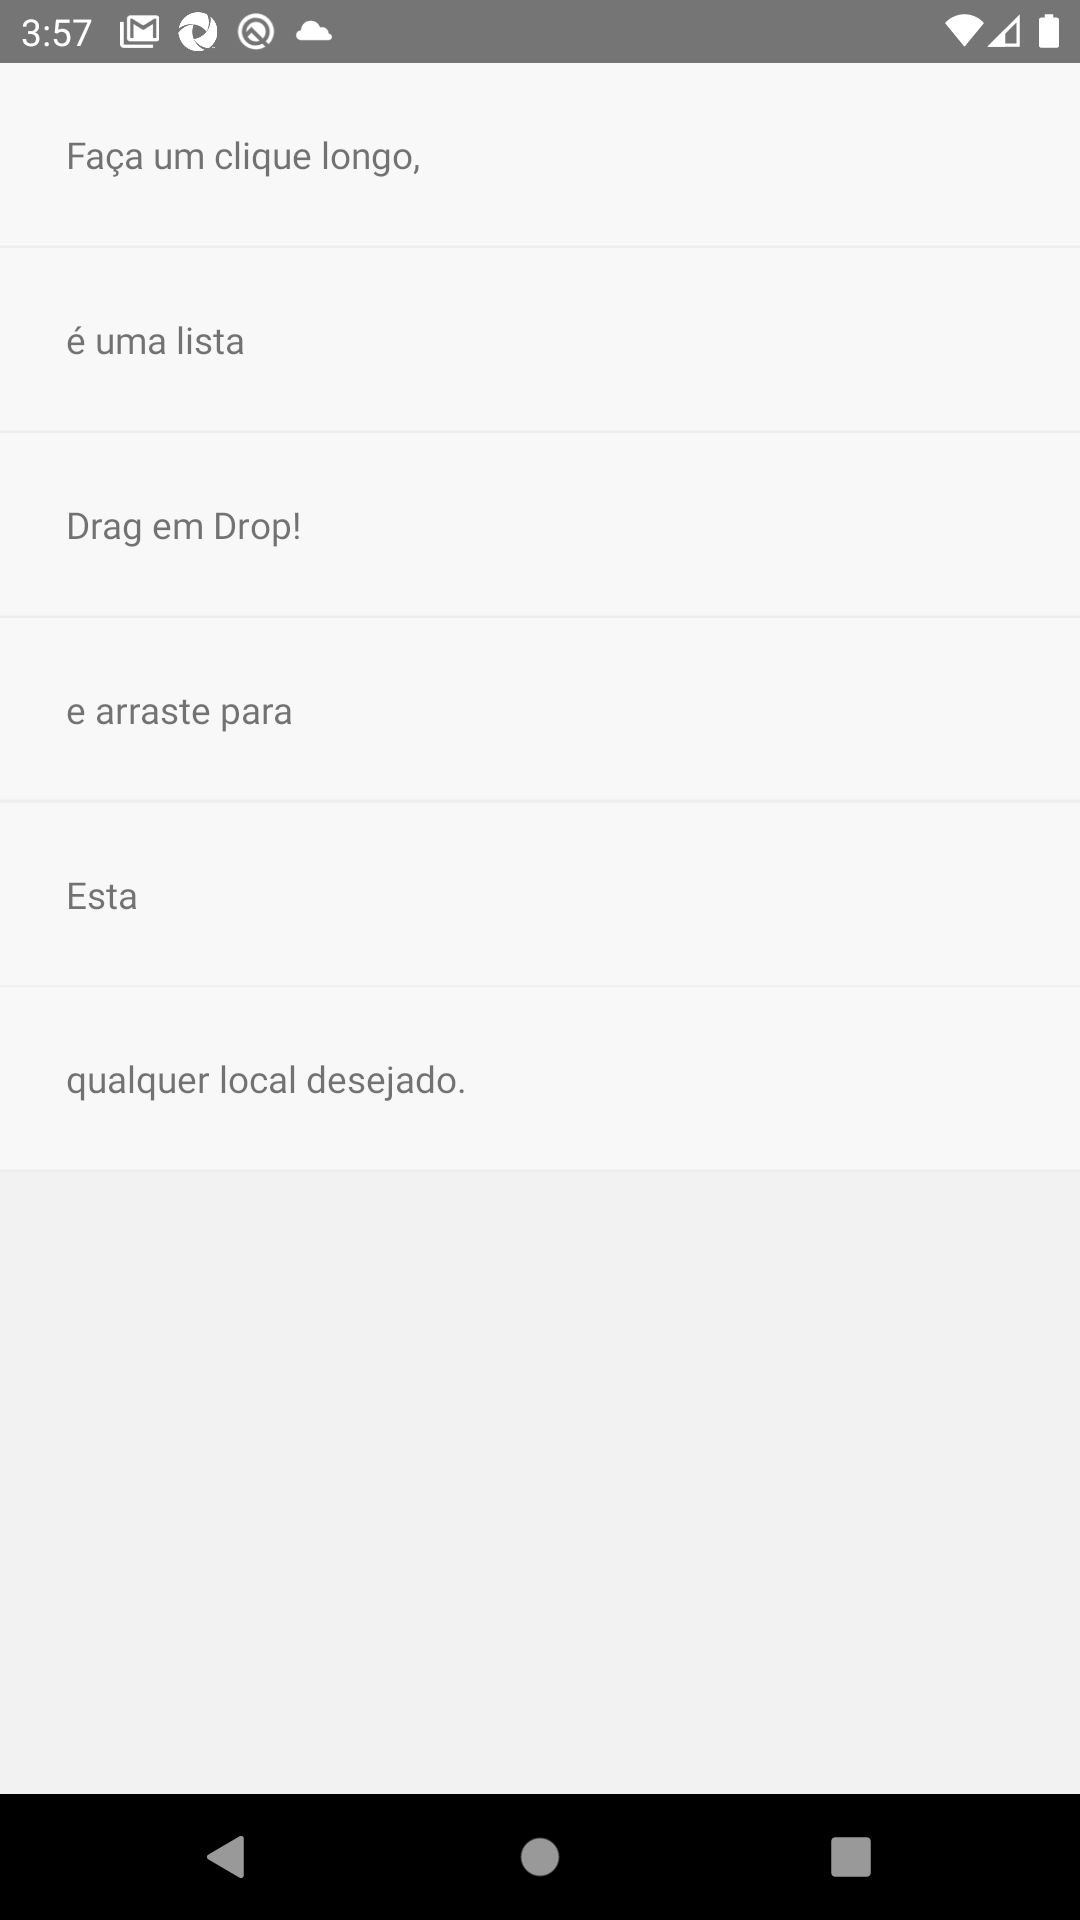 3:57
Faça um clique longo,
é uma lista
Drag em Drop!
e arraste para
Esta
qualquer local desejado.